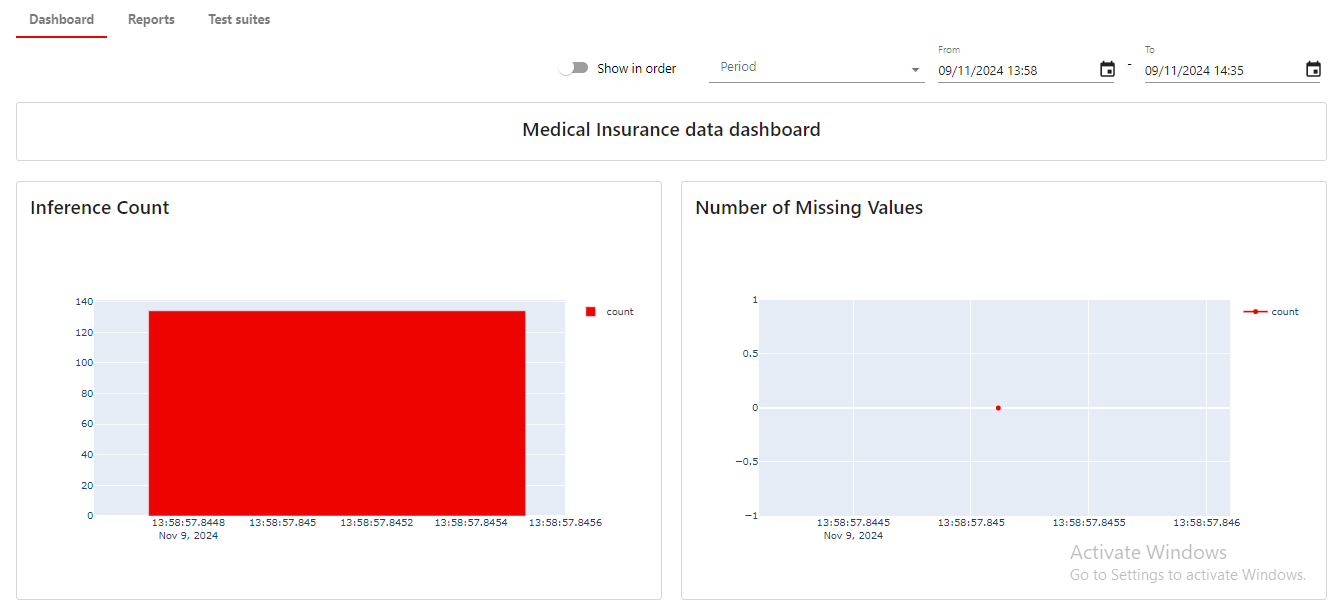 Dashboard Reports Test suites
From To
Show in order Period 09/11/2024 13:58 - 09/11/2024 14:35
Medical Insurance data dashboard
Inference Count
140
120
100
80
60
40
20
0
count
13:58:57.8448 13:58:57.845 13:58:57.8452 13:58:57.8454 13:58:57.8456
Nov 9, 2024
Number of Missing Values
1
0.5
0
−0.5
−1
count
13:58:57.8445 13:58:57.845 13:58:57.8455 13:58:57.846
Nov 9, 2024
Activate Windows
Go to Settings to activate Windows.